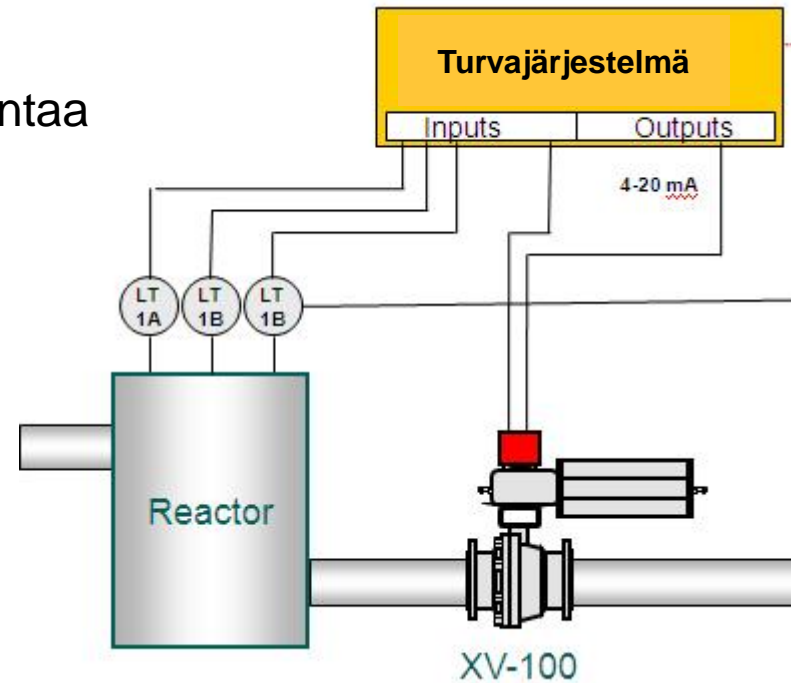 Turvajärjestelmä
ntaa
Inputs
Outputs
4-20 mA
LT
1A
LT
1B
LT
1B
Reactor
XV-100